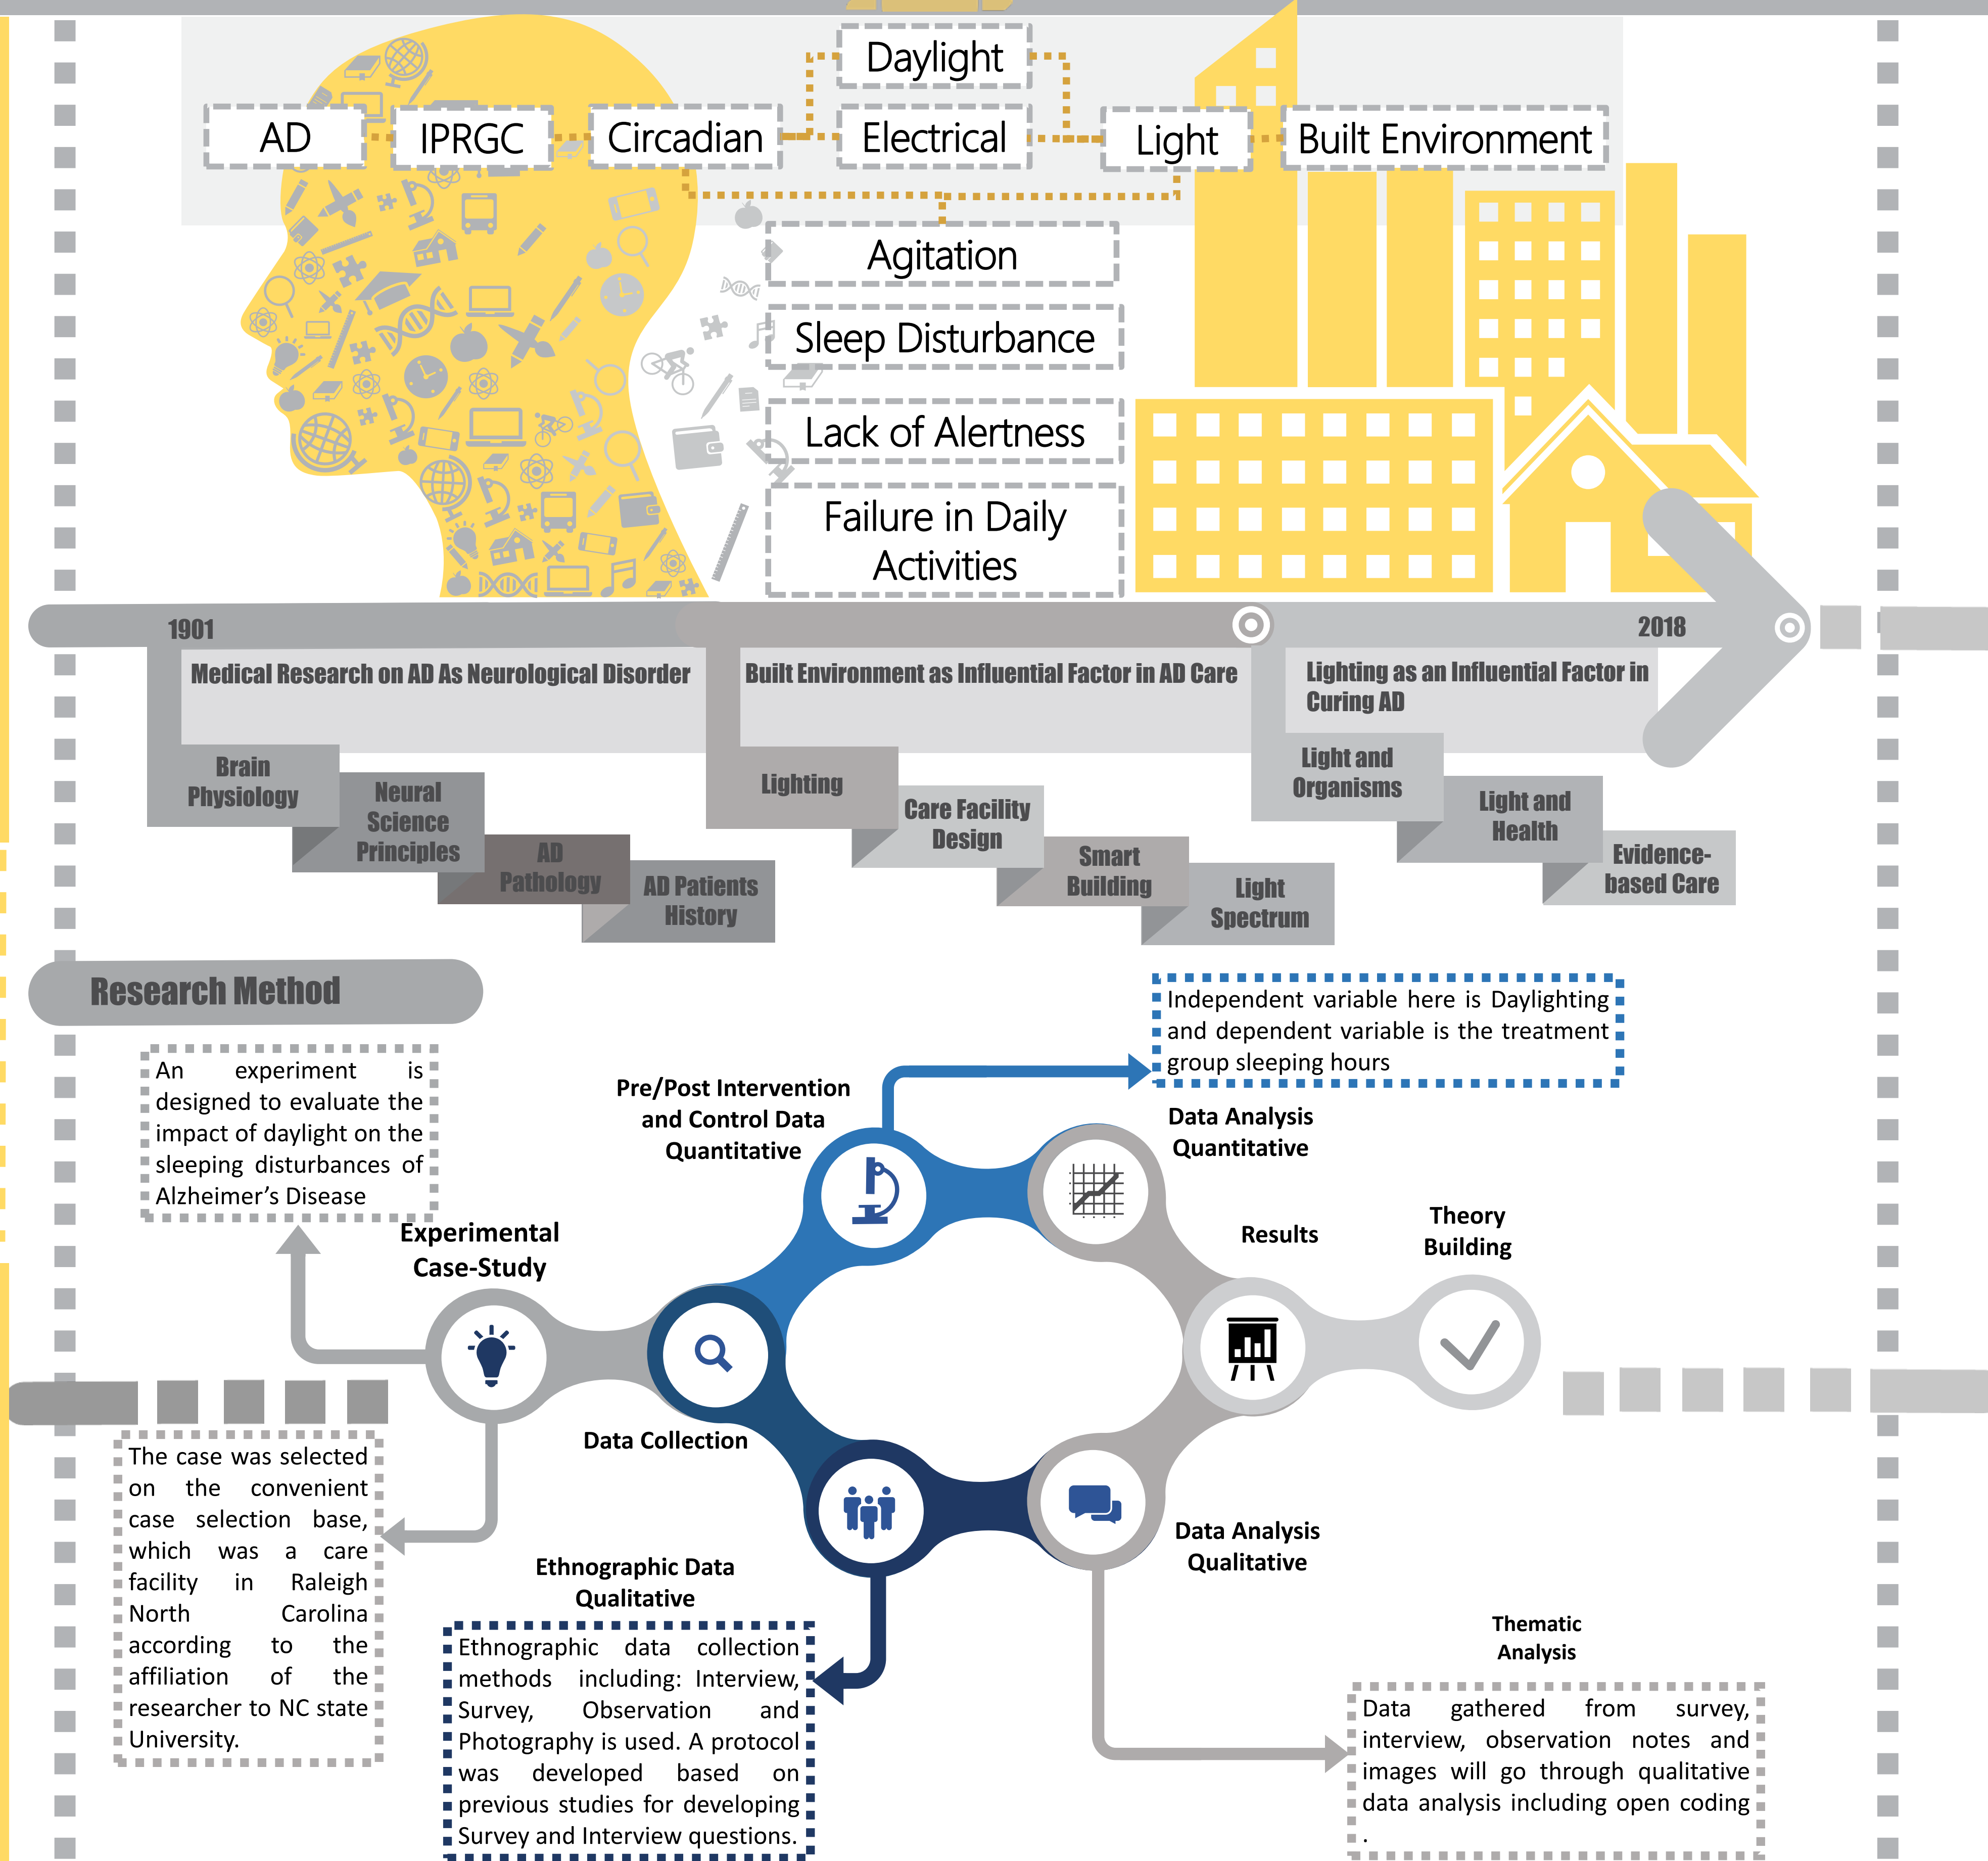 Daylight
AD
IPRGC
Circadian
Electrical
Light
Built Environment
Agitation
Sleep Disturbance
Lack of Alertness
Failure in Daily
Activities
1901
2018
Medical Research on AD As Neurological Disorder
Built Environment as Influential Factor in AD Care
Lighting as an Influential Factor in
Curing AD
Brain
Physiology
Neural
Science
Principles
AD
Pathology
AD Patients
History
Lighting
Care Facility
Design
Smart
Building
Light
Spectrum
Light and
Organisms
Light and
Health
Evidence-
based Care
Research Method
An experiment is
designed to evaluate the
impact of daylight on the
sleeping disturbances of
Alzheimer’s Disease
Pre/Post Intervention
and Control Data
Quantitative
Independent variable here is Daylighting
and dependent variable is the treatment
group sleeping hours
Data Analysis
Quantitative
Experimental
Case-Study
Results
Theory
Building
Data Collection
The case was selected
on the convenient
case selection base,
which was a care
facility in Raleigh
North Carolina
according to the
affiliation of the
researcher to NC state
University.
Ethnographic Data
Qualitative
Ethnographic data collection
methods including: Interview,
Survey, Observation and
Photography is used. A protocol
was developed based on
previous studies for developing
Survey and Interview questions.
Data Analysis
Qualitative
Thematic
Analysis
Data gathered from survey,
interview, observation notes and
images will go through qualitative
data analysis including open coding
.